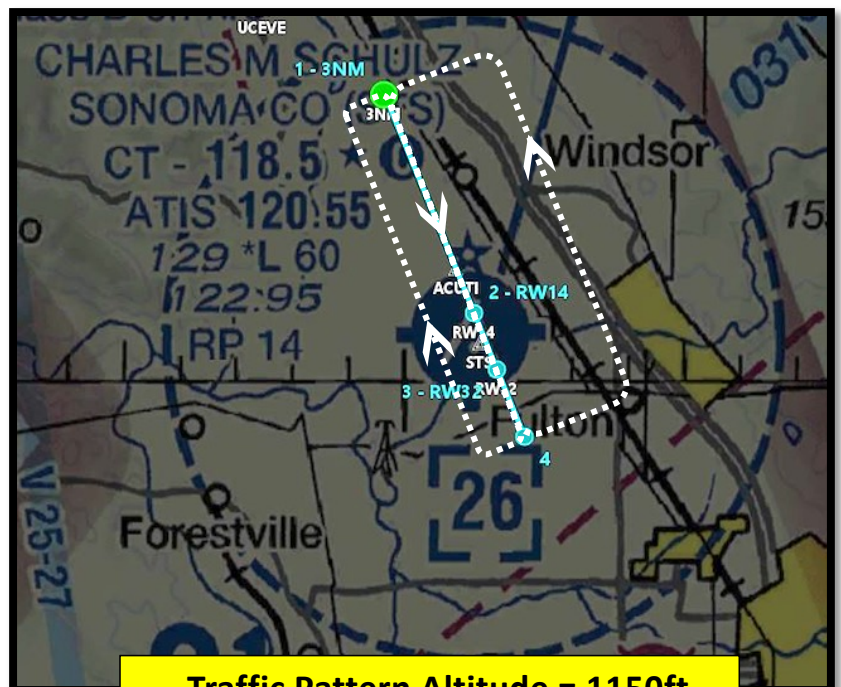 UCEVE
CHARLES M SCHULZ-
1 - 3NM
SONOMA CO (STS)
3NM
CT - 118.5 ★ C
Windsor
ATIS 120.55
129 *L 60
122.95
RP 14
ACUTI
2 - RW14
RW14
STS
3 - RW32
RW32
Fulton
4
26
V 25-27
Forestville
Traffic Pattern Altitude = 1150ft